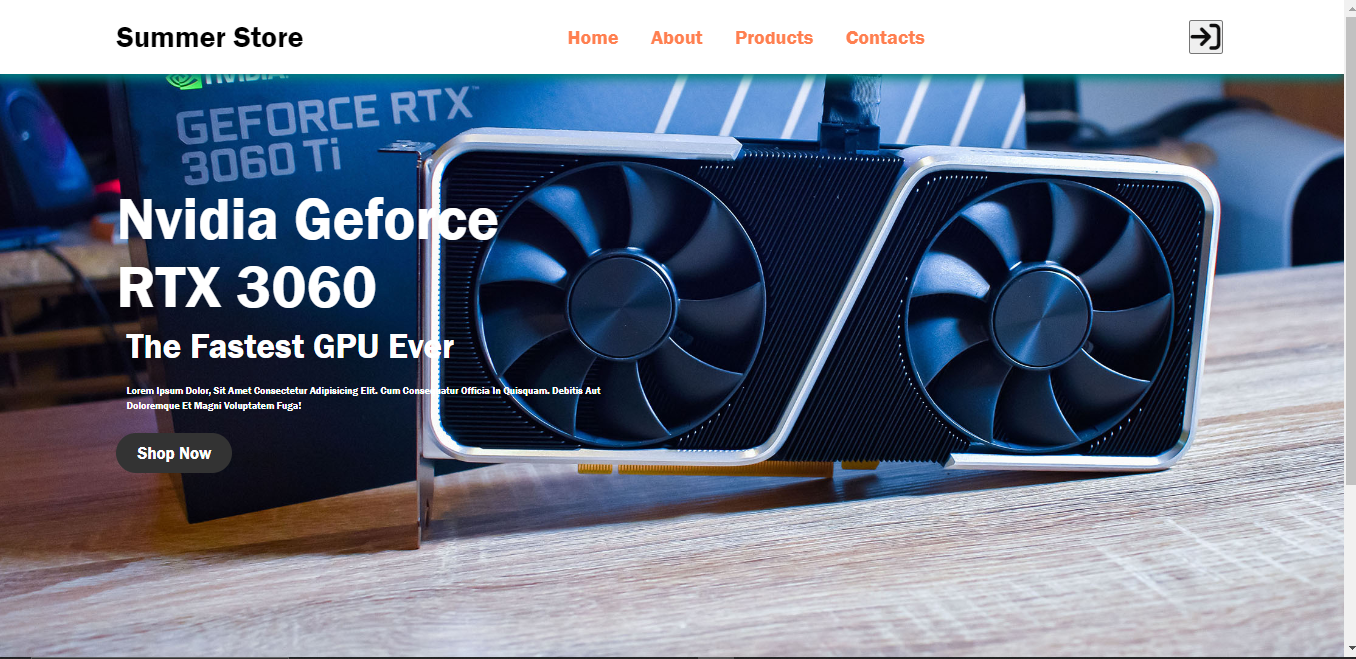 Summer Store
Home About Products Contacts
NVIDIA.
GEFORCE RTX™
3060 Ti
Nvidia Geforce
RTX 3060
The Fastest GPU Ever
Lorem Ipsum Dolor, Sit Amet Consectetur Adipisicing Elit. Cum Consequatur Officia In Quisquam. Debitis Aut
Doloremque Et Magni Voluptatem Fuga!
Shop Now